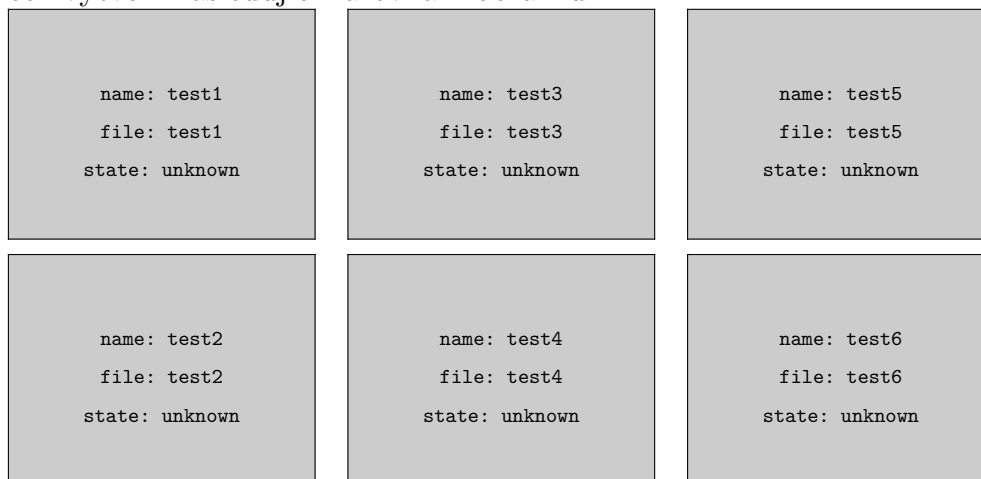 name: test1
file: test1
state: unknown
name: test3
file: test3
state: unknown
name: test5
file: test5
state: unknown
name: test2
file: test2
state: unknown
name: test4
file: test4
state: unknown
name: test6
file: test6
state: unknown